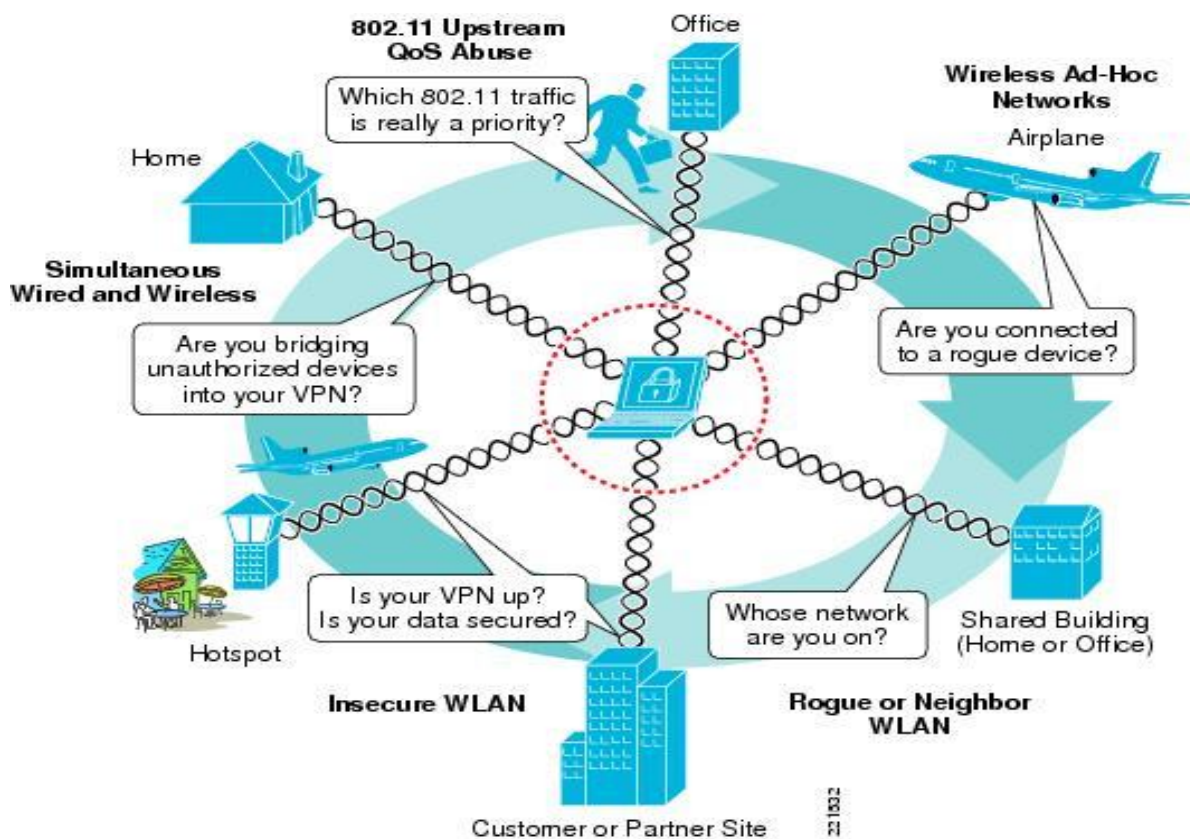 802.11 Upstream
QoS Abuse
Office
Which 802.11 traffic
is really a priority?
Wireless Ad-Hoc
Networks
Airplane
Home
Simultaneous
Wired and Wireless
Are you bridging
unauthorized devices
into your VPN?
Are you connected
to a rogue device?
Is your VPN up?
Is your data secured?
Whose network
are you on?
Hotspot
Shared Building
(Home or Office)
Insecure WLAN
Rogue or Neighbor
WLAN
Customer or Partner Site
221532